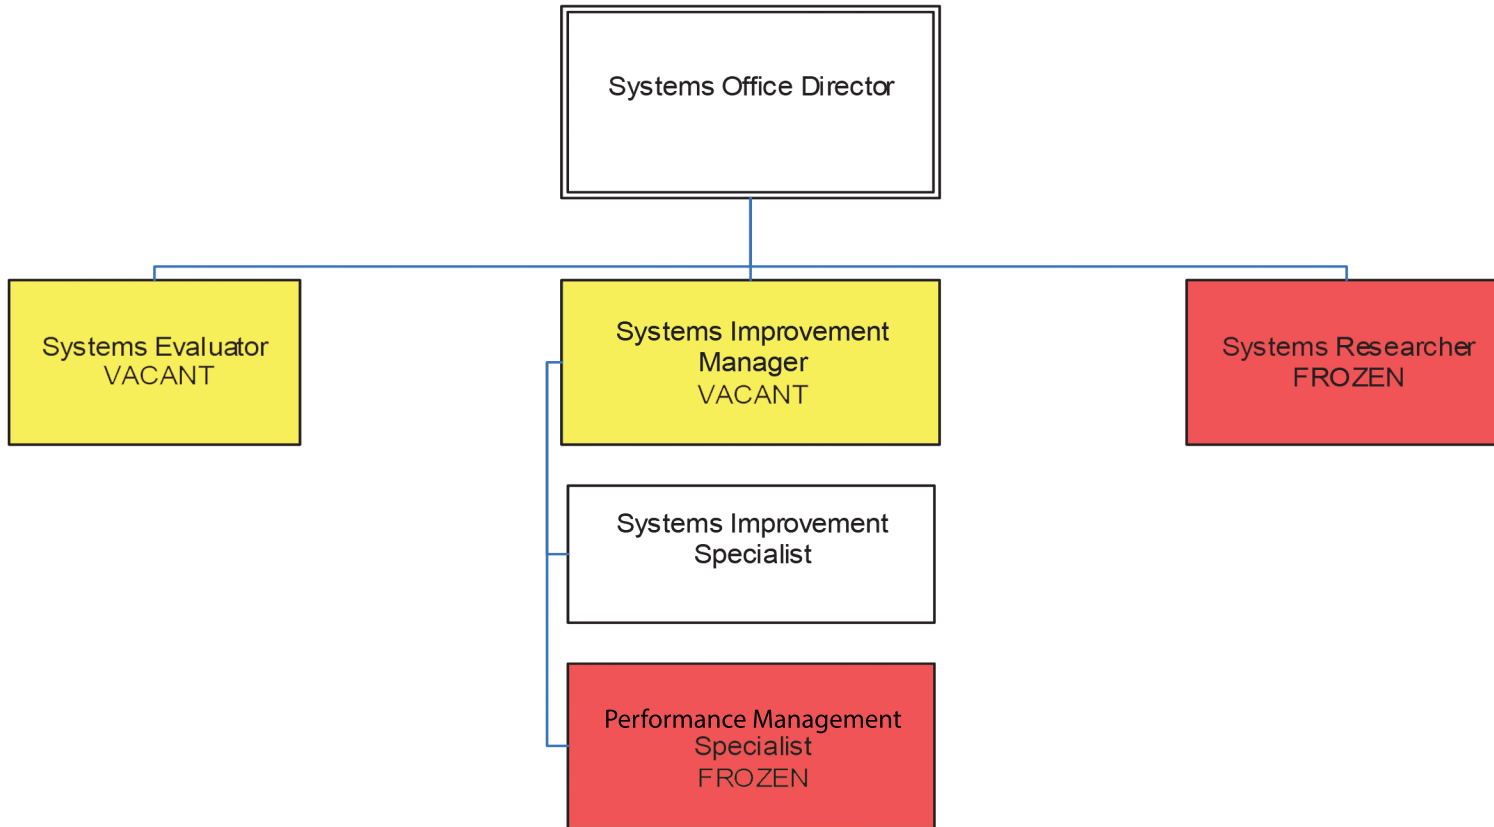 Systems Office Director
Systems Evaluator
VACANT
Systems Improvement
Manager
VACANT
Systems Researcher
FROZEN
Systems Improvement
Specialist
Performance Management
Specialist
FROZEN